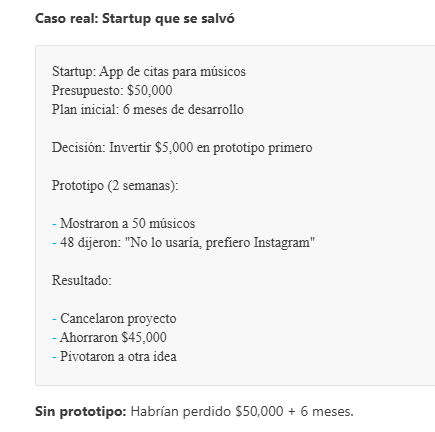 Caso real: Startup que se salvó
Startup: App de citas para músicos
Presupuesto: $50,000
Plan inicial: 6 meses de desarrollo
Decisión: Invertir $5,000 en prototipo primero
Prototipo (2 semanas):
- Mostraron a 50 músicos
- 48 dijeron: "No lo usaría, prefiero Instagram"
Resultado:
- Cancelaron proyecto
- Ahorraron $45,000
- Pivotaron a otra idea
Sin prototipo: Habrían perdido $50,000 + 6 meses.